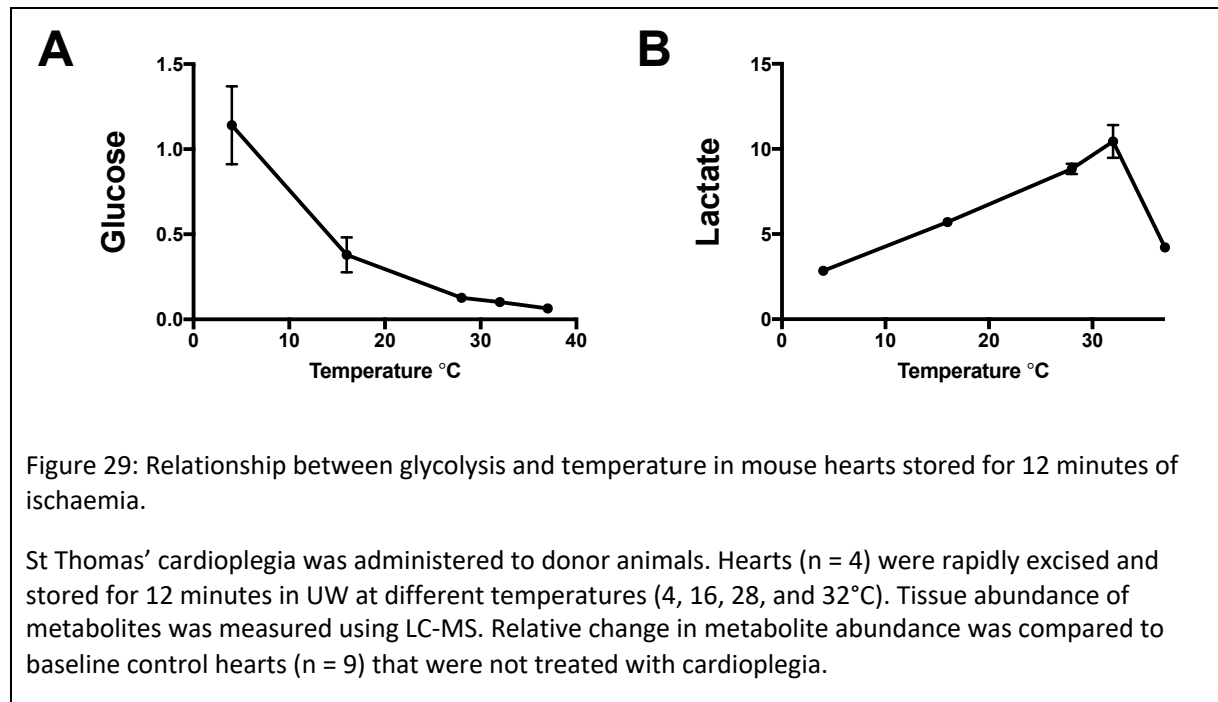 A
B
1.5
1.0
0.5
0.0
Glucose
0
10
20
30
40
Temperature °C
15
10
5
0
Lactate
0
10
20
30
Temperature °C
Figure 29: Relationship between glycolysis and temperature in mouse hearts stored for 12 minutes of
ischaemia.
St Thomas’ cardioplegia was administered to donor animals. Hearts (n = 4) were rapidly excised and
stored for 12 minutes in UW at different temperatures (4, 16, 28, and 32°C). Tissue abundance of
metabolites was measured using LC-MS. Relative change in metabolite abundance was compared to
baseline control hearts (n = 9) that were not treated with cardioplegia.